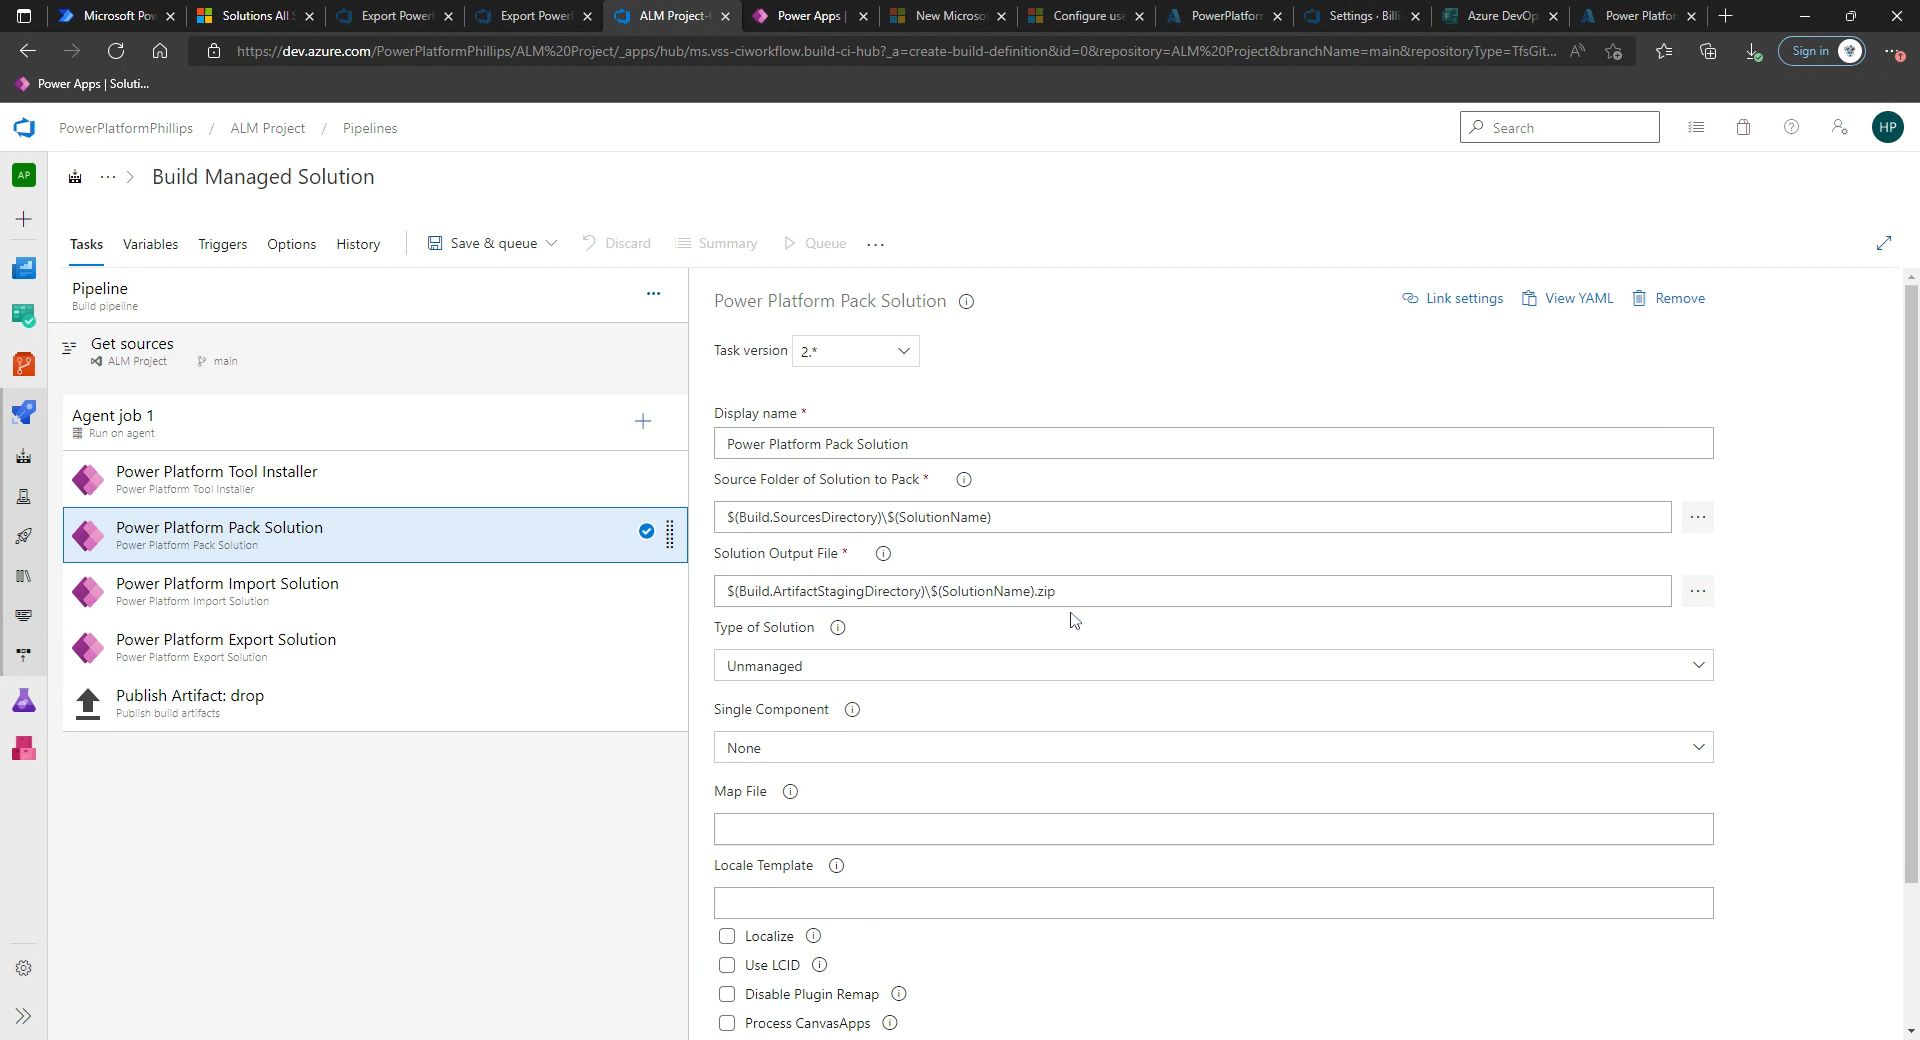 Microsoft Po
Solutions All
Export Power
Export Power
ALM Project-
Power Apps |
New Microso
Configure use
PowerPlatform
Settings · Billi
Azure DevOp
Power Platfor
https://dev.azure.com/PowerPlatformPhillips/ALM%20Project/_apps/hub/ms.vss-ciworkflow.build-ci-hub?_a=create-build-definition&id=0&repository=ALM%20Project&branchName=main&repositoryType=TfsGit...
Sign in
Power Apps | Soluti...
PowerPlatformPhillips / ALM Project / Pipelines
Search
HP
AP
··· > Build Managed Solution
Tasks Variables Triggers Options History Save & queue Discard Summary Queue ···
Pipeline
Build pipeline
Get sources
ALM Project main
Agent job 1
Run on agent
Power Platform Tool Installer
Power Platform Tool Installer
Power Platform Pack Solution
Power Platform Pack Solution
Power Platform Import Solution
Power Platform Import Solution
Power Platform Export Solution
Power Platform Export Solution
Publish Artifact: drop
Publish build artifacts
Power Platform Pack Solution
Link settings View YAML Remove
Task version 2.*
Display name *
Power Platform Pack Solution
Source Folder of Solution to Pack *
$(Build.SourcesDirectory)\$(SolutionName)
Solution Output File *
$(Build.ArtifactStagingDirectory)\$(SolutionName).zip
Type of Solution
Unmanaged
Single Component
None
Map File
Locale Template
Localize
Use LCID
Disable Plugin Remap
Process CanvasApps